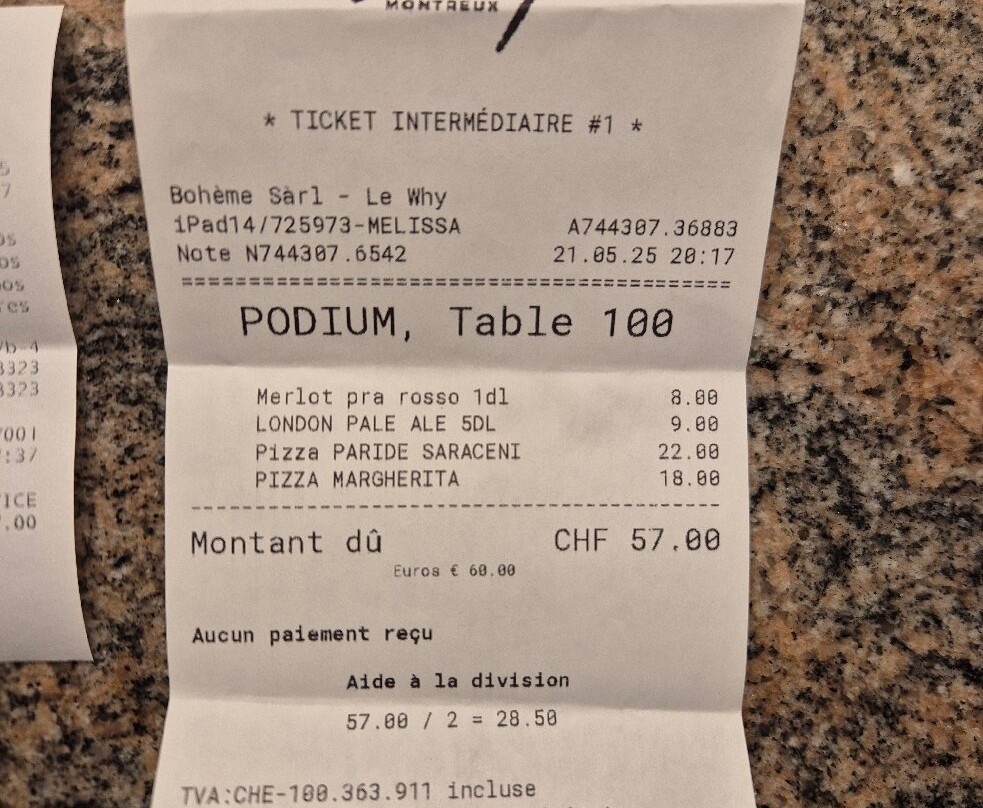 MONTREUX
* TICKET INTERMÉDIAIRE #1 *
Bohème Sàrl - Le Why
iPad14/725973-MELISSA A744307.36883
Note N744307.6542 21.05.25 20:17
PODIUM, Table 100
Merlot pra rosso 1dl 8.00
LONDON PALE ALE 5DL 9.00
Pizza PARIDE SARACENI 22.00
PIZZA MARGHERITA 18.00
Montant dû CHF 57.00
Euros € 60.00
Aucun paiement reçu
Aide à la division
57.00 / 2 = 28.50
TVA:CHE-100.363.911 incluse